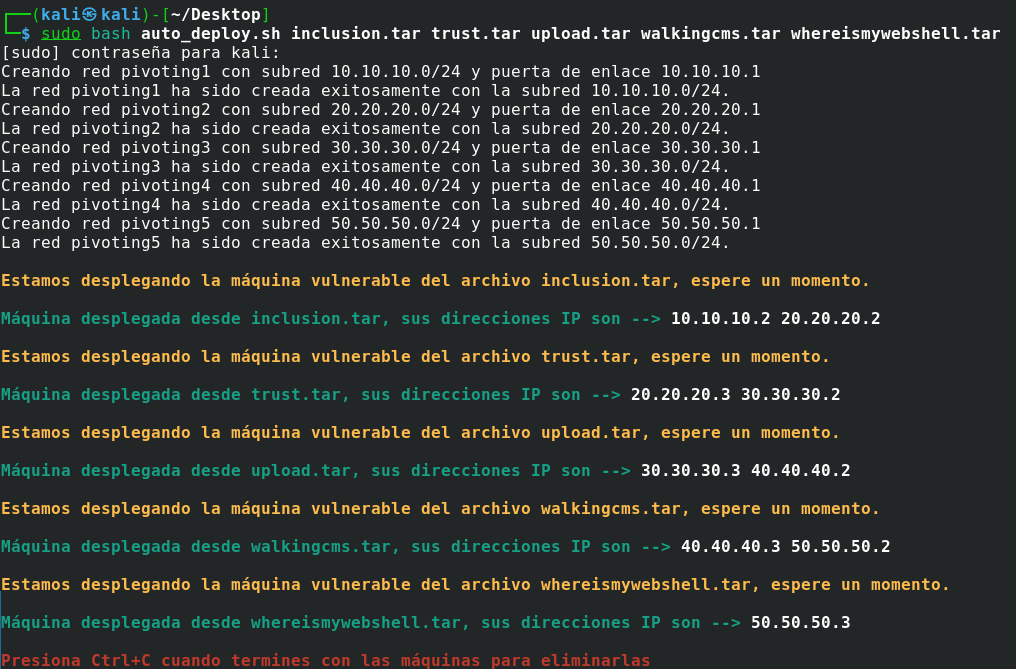 ┌──(kali㉿kali)-[~/Desktop]
└─$ sudo bash auto_deploy.sh inclusion.tar trust.tar upload.tar walkingcms.tar whereismywebshell.tar
[sudo] contraseña para kali:
Creando red pivoting1 con subred 10.10.10.0/24 y puerta de enlace 10.10.10.1
La red pivoting1 ha sido creada exitosamente con la subred 10.10.10.0/24.
Creando red pivoting2 con subred 20.20.20.0/24 y puerta de enlace 20.20.20.1
La red pivoting2 ha sido creada exitosamente con la subred 20.20.20.0/24.
Creando red pivoting3 con subred 30.30.30.0/24 y puerta de enlace 30.30.30.1
La red pivoting3 ha sido creada exitosamente con la subred 30.30.30.0/24.
Creando red pivoting4 con subred 40.40.40.0/24 y puerta de enlace 40.40.40.1
La red pivoting4 ha sido creada exitosamente con la subred 40.40.40.0/24.
Creando red pivoting5 con subred 50.50.50.0/24 y puerta de enlace 50.50.50.1
La red pivoting5 ha sido creada exitosamente con la subred 50.50.50.0/24.
Estamos desplegando la máquina vulnerable del archivo inclusion.tar, espere un momento.
Máquina desplegada desde inclusion.tar, sus direcciones IP son --> 10.10.10.2 20.20.20.2
Estamos desplegando la máquina vulnerable del archivo trust.tar, espere un momento.
Máquina desplegada desde trust.tar, sus direcciones IP son --> 20.20.20.3 30.30.30.2
Estamos desplegando la máquina vulnerable del archivo upload.tar, espere un momento.
Máquina desplegada desde upload.tar, sus direcciones IP son --> 30.30.30.3 40.40.40.2
Estamos desplegando la máquina vulnerable del archivo walkingcms.tar, espere un momento.
Máquina desplegada desde walkingcms.tar, sus direcciones IP son --> 40.40.40.3 50.50.50.2
Estamos desplegando la máquina vulnerable del archivo whereismywebshell.tar, espere un momento.
Máquina desplegada desde whereismywebshell.tar, sus direcciones IP son --> 50.50.50.3
Presiona Ctrl+C cuando termines con las máquinas para eliminarlas